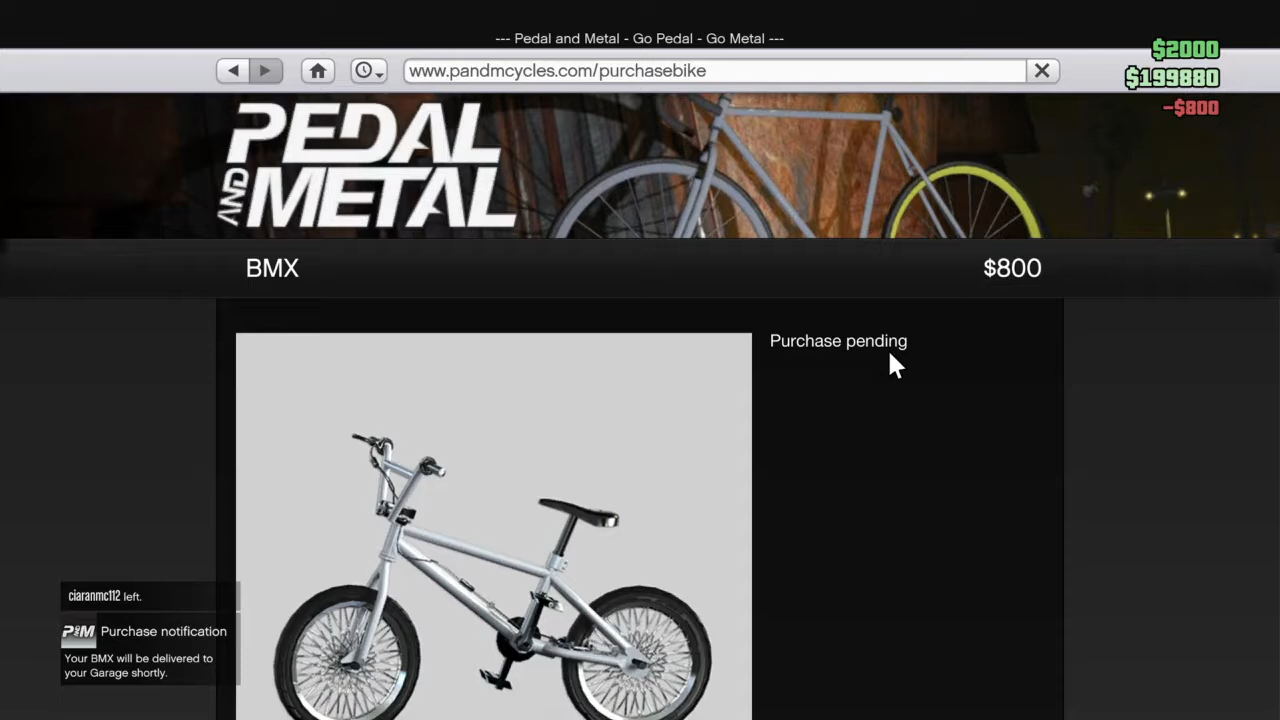 --- Pedal and Metal - Go Pedal - Go Metal ---
$2000
www.pandmcycles.com/purchasebike
$199880
-$800
PEDAL
AND METAL
BMX
$800
Purchase pending
ciaranmc112 left.
P&M Purchase notification
Your BMX will be delivered to
your Garage shortly.